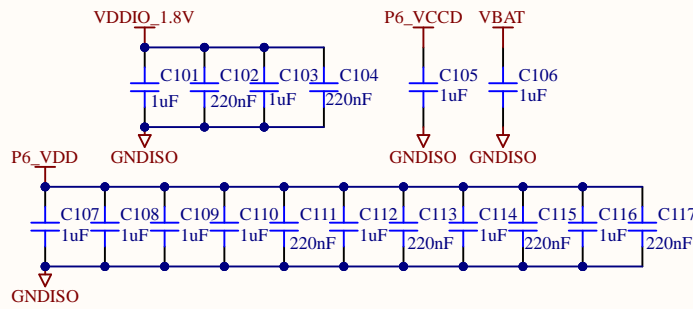 VDDIO_1.8V
P6_VCCD
VBAT
C101
C102
C103
C104
C105
C106
1uF
220nF
1uF
220nF
1uF
1uF
GNDISO
GNDISO
GNDISO
P6_VDD
C107
C108
C109
C110
C111
C112
C113
C114
C115
C116
C117
1uF
1uF
1uF
1uF
220nF
1uF
220nF
1uF
220nF
1uF
220nF
GNDISO